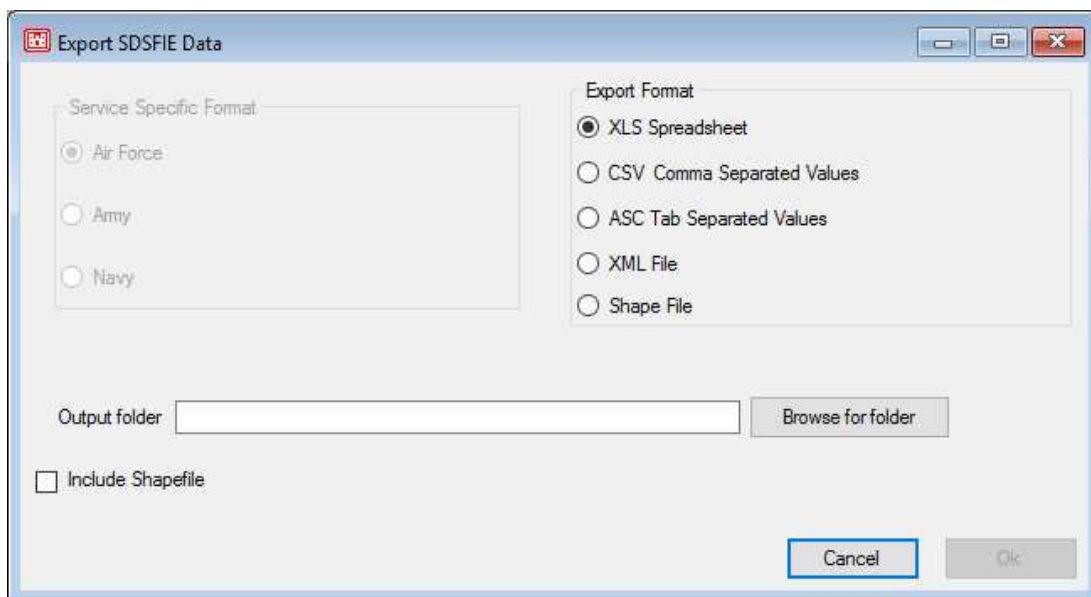 Export SDSFIE Data
Service Specific Format
Air Force
Army
Navy
Export Format
XLS Spreadsheet
CSV Comma Separated Values
ASC Tab Separated Values
XML File
Shape File
Output folder
Browse for folder
Include Shapefile
Cancel
Ok